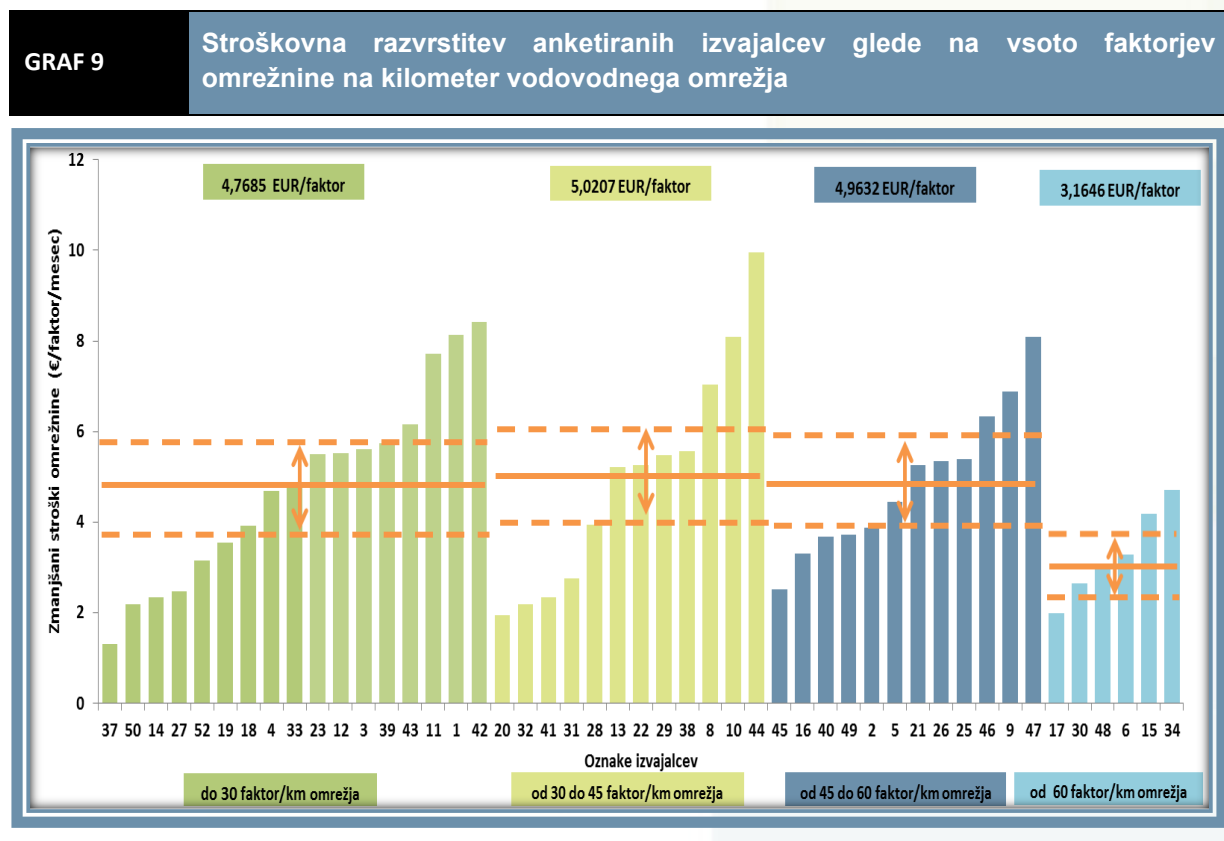 GRAF 9
Stroškovna razvrstitev anketiranih izvajalcev glede na vsoto faktorjev
omrežnine na kilometer vodovodnega omrežja
4,7685 EUR/faktor
5,0207 EUR/faktor
4,9632 EUR/faktor
3,1646 EUR/faktor
Zmanjšani stroški omrežnine (€/faktor/mesec)
12
10
8
6
4
2
0
37 50 14 27 52 19 18 4 33 23 12 3 39 43 11 1 42 20 32 41 31 28 13 22 29 38 8 10 44 45 16 40 49 2 5 21 26 25 46 9 47 17 30 48 6 15 34
Oznake izvajalcev
do 30 faktor/km omrežja
od 30 do 45 faktor/km omrežja
od 45 do 60 faktor/km omrežja
od 60 faktor/km omrežja